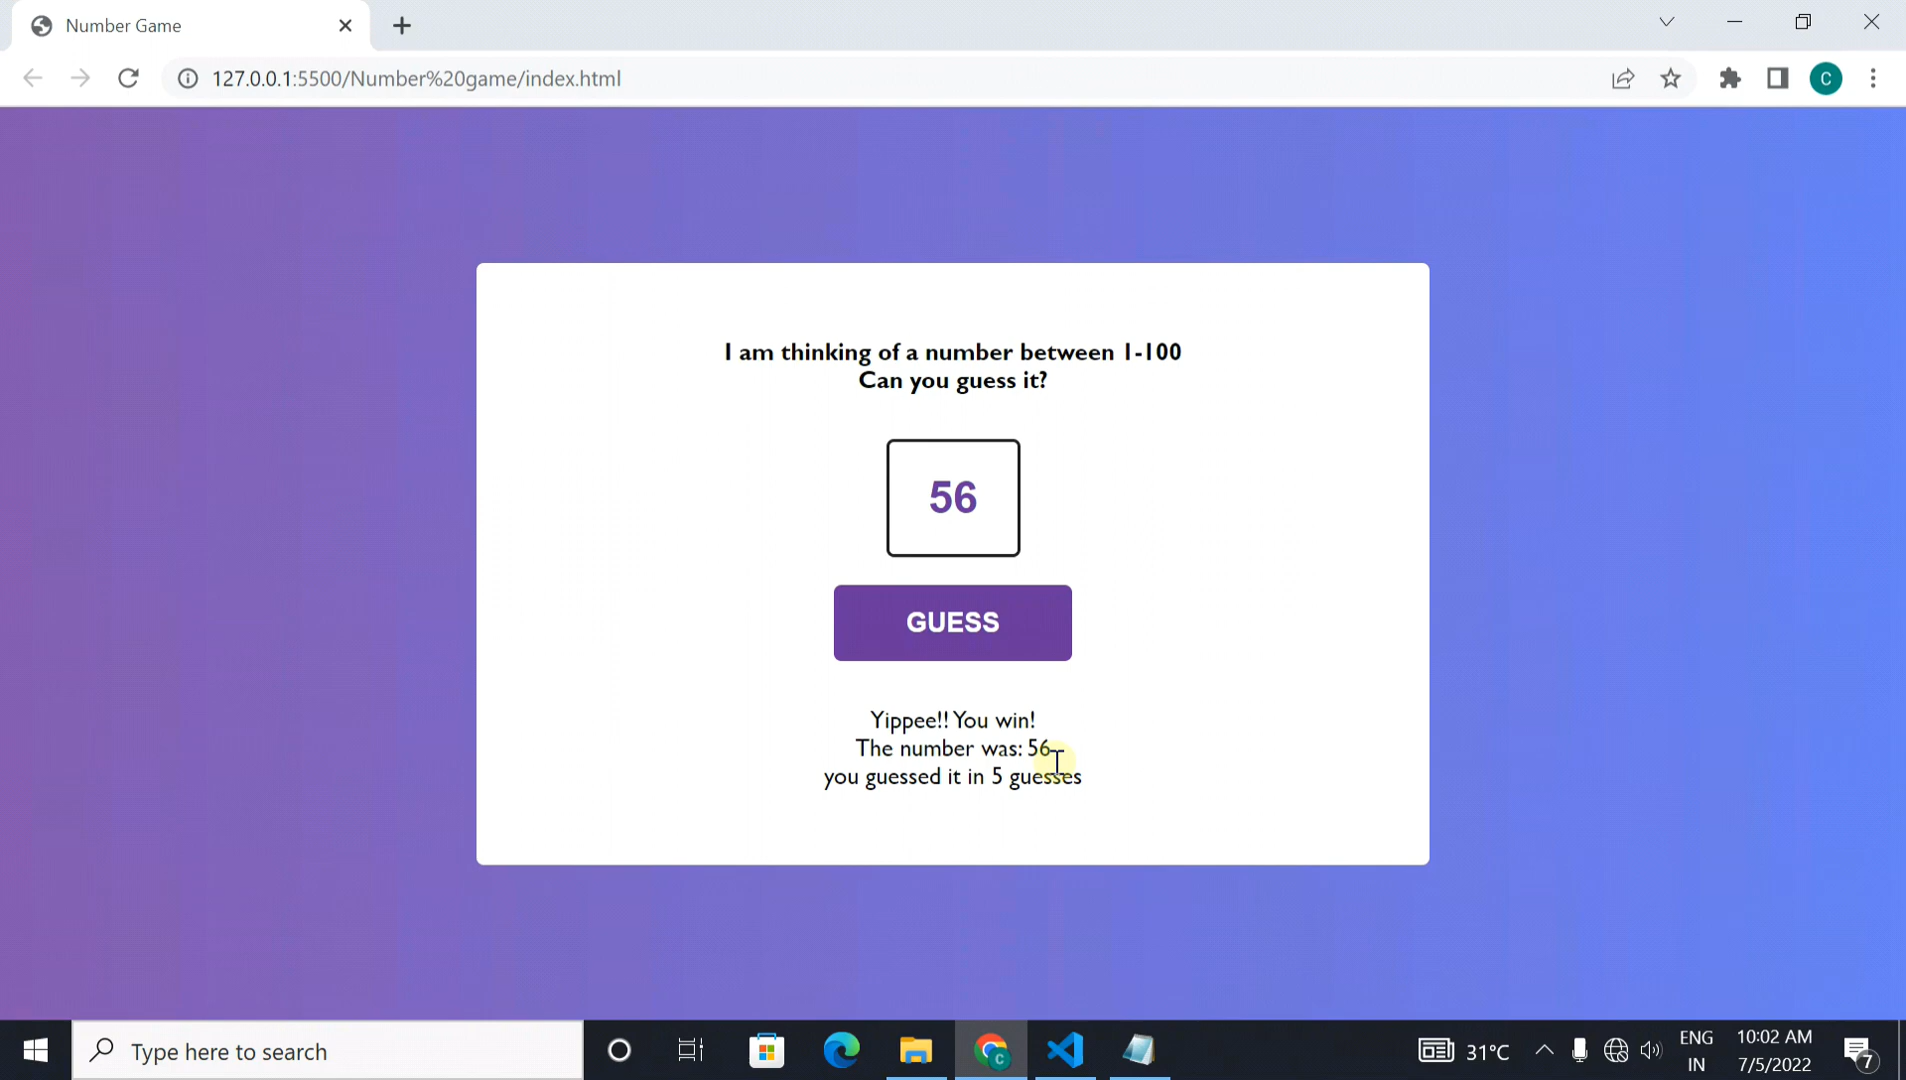 Number Game
127.0.0.1:5500/Number%20game/index.html
C
I am thinking of a number between 1-100
Can you guess it?
56
GUESS
Yippee!! You win!
The number was: 56
you guessed it in 5 guesses
Type here to search
C
31°C
ENG
IN
10:02 AM
7/5/2022
7